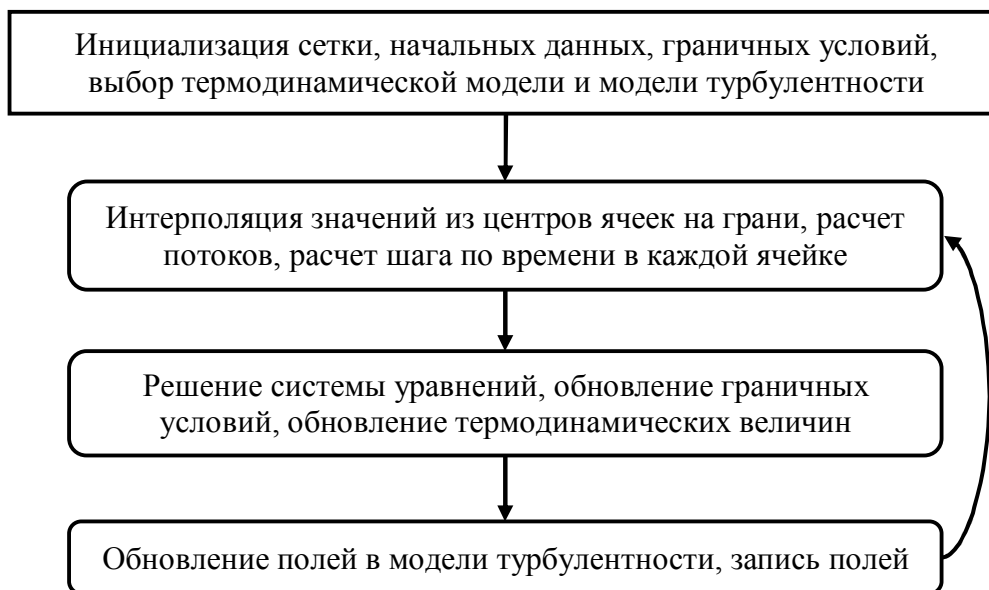 Инициализация сетки, начальных данных, граничных условий,
выбор термодинамической модели и модели турбулентности
Интерполяция значений из центров ячеек на грани, расчет
потоков, расчет шага по времени в каждой ячейке
Решение системы уравнений, обновление граничных
условий, обновление термодинамических величин
Обновление полей в модели турбулентности, запись полей